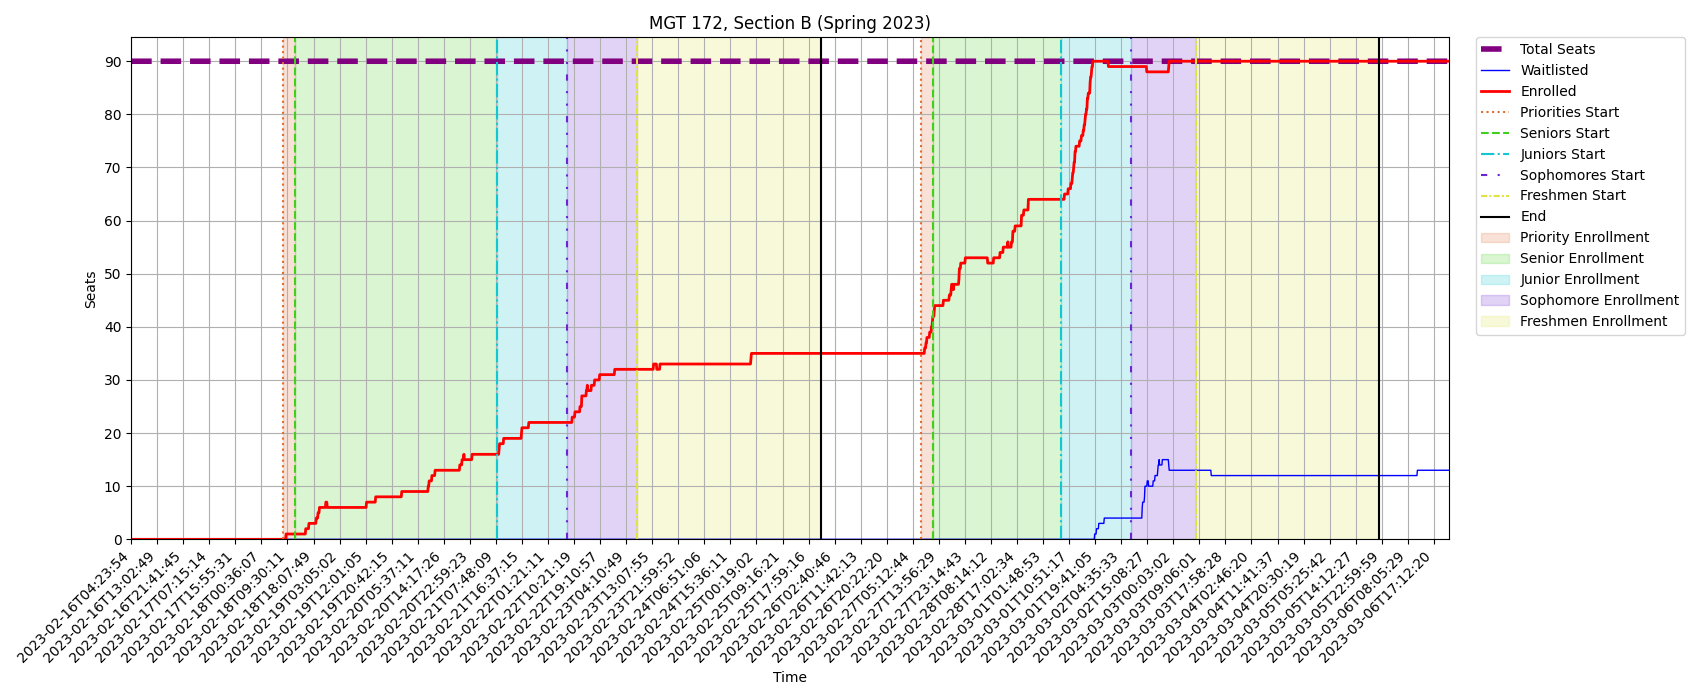 MGT 172, Section B (Spring 2023)
Seats
90
80
70
60
50
40
30
20
10
0
2023-02-16T04:23:54
2023-02-16T13:02:49
2023-02-16T21:41:45
2023-02-17T07:15:14
2023-02-17T15:55:31
2023-02-18T00:36:07
2023-02-18T09:30:11
2023-02-18T18:07:49
2023-02-19T03:05:02
2023-02-19T12:01:05
2023-02-19T20:42:15
2023-02-20T05:37:11
2023-02-20T14:17:26
2023-02-20T22:59:23
2023-02-21T07:48:09
2023-02-21T16:37:15
2023-02-22T01:21:11
2023-02-22T10:21:19
2023-02-22T19:10:57
2023-02-23T04:10:49
2023-02-23T13:07:55
2023-02-23T21:59:52
2023-02-24T06:51:06
2023-02-24T15:36:11
2023-02-25T00:19:02
2023-02-25T09:16:21
2023-02-25T17:59:16
2023-02-26T02:40:46
2023-02-26T11:42:13
2023-02-26T20:22:20
2023-02-27T05:12:44
2023-02-27T13:56:29
2023-02-27T23:14:43
2023-02-28T08:14:12
2023-02-28T17:02:34
2023-03-01T01:48:53
2023-03-01T10:51:17
2023-03-01T19:41:05
2023-03-02T04:35:33
2023-03-02T15:08:27
2023-03-03T00:03:02
2023-03-03T09:06:01
2023-03-03T17:58:28
2023-03-04T02:46:20
2023-03-04T11:41:37
2023-03-04T20:30:19
2023-03-05T05:25:42
2023-03-05T14:12:27
2023-03-05T22:59:59
2023-03-06T08:05:29
2023-03-06T17:12:20
Time
Total Seats
Waitlisted
Enrolled
Priorities Start
Seniors Start
Juniors Start
Sophomores Start
Freshmen Start
End
Priority Enrollment
Senior Enrollment
Junior Enrollment
Sophomore Enrollment
Freshmen Enrollment